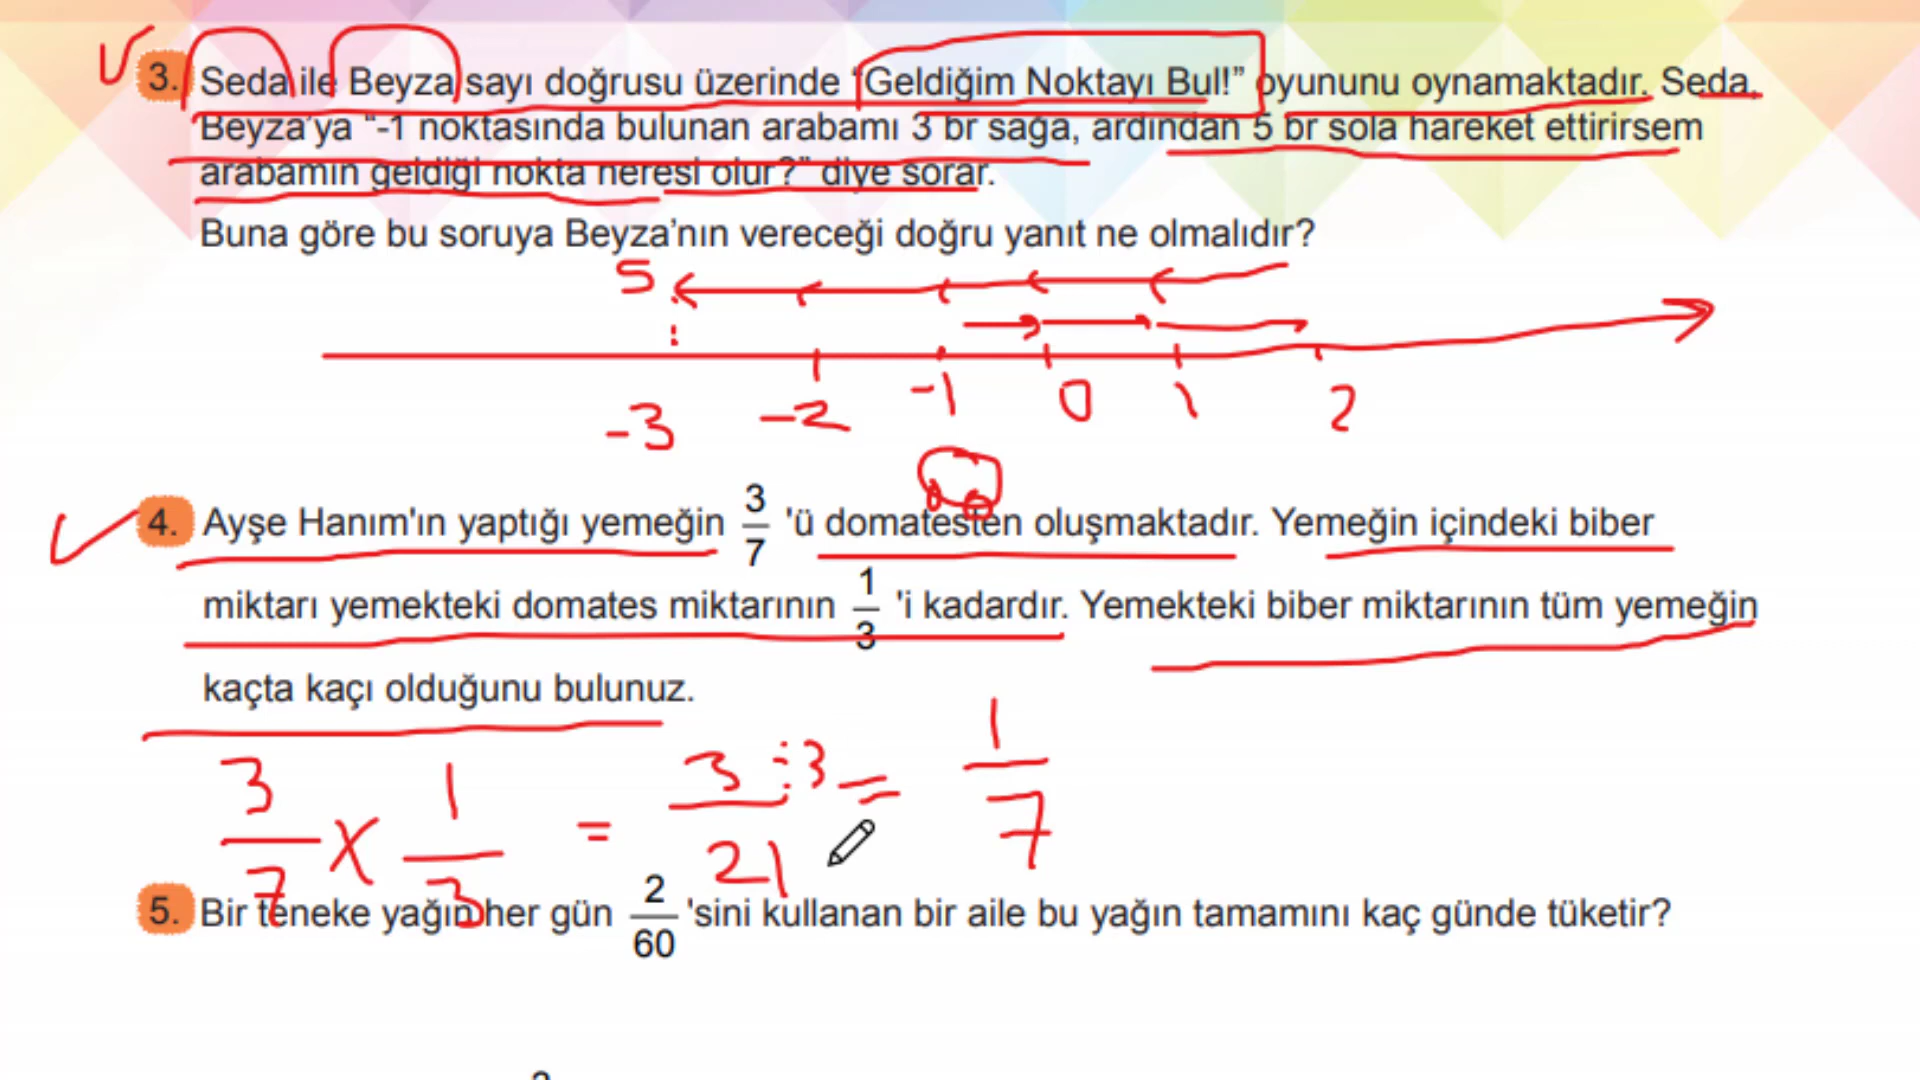 3. Seda ile Beyza sayı doğrusu üzerinde “Geldiğim Noktayı Bul!” oyununu oynamaktadır. Seda,
Beyza’ya “-1 noktasında bulunan arabamı 3 br sağa, ardından 5 br sola hareket ettirirsem
arabamın geldiği nokta neresi olur?” diye sorar.
Buna göre bu soruya Beyza’nın vereceği doğru yanıt ne olmalıdır?
5
-3 -2 -1 0 1 2
4. Ayşe Hanım'ın yaptığı yemeğin 3/7 'ü domatesten oluşmaktadır. Yemeğin içindeki biber
miktarı yemekteki domates miktarının 1/3 'i kadardır. Yemekteki biber miktarının tüm yemeğin
kaçta kaçı olduğunu bulunuz.
3/7 x 1/3 = 3/21 :3 = 1/7
5. Bir teneke yağın her gün 2/60 'sini kullanan bir aile bu yağın tamamını kaç günde tüketir?